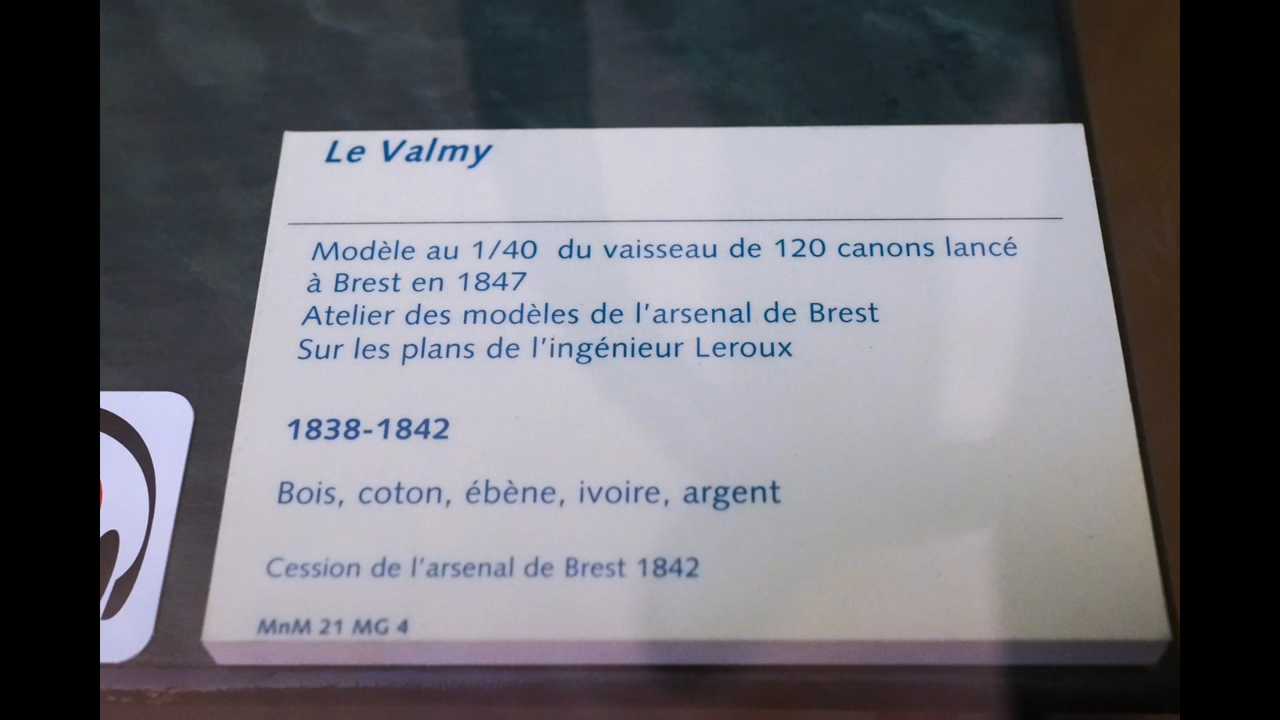 Le Valmy
Modèle au 1/40 du vaisseau de 120 canons lancé
à Brest en 1847
Atelier des modèles de l'arsenal de Brest
Sur les plans de l'ingénieur Leroux
1838-1842
Bois, coton, ébène, ivoire, argent
Cession de l'arsenal de Brest 1842
MnM 21 MG 4